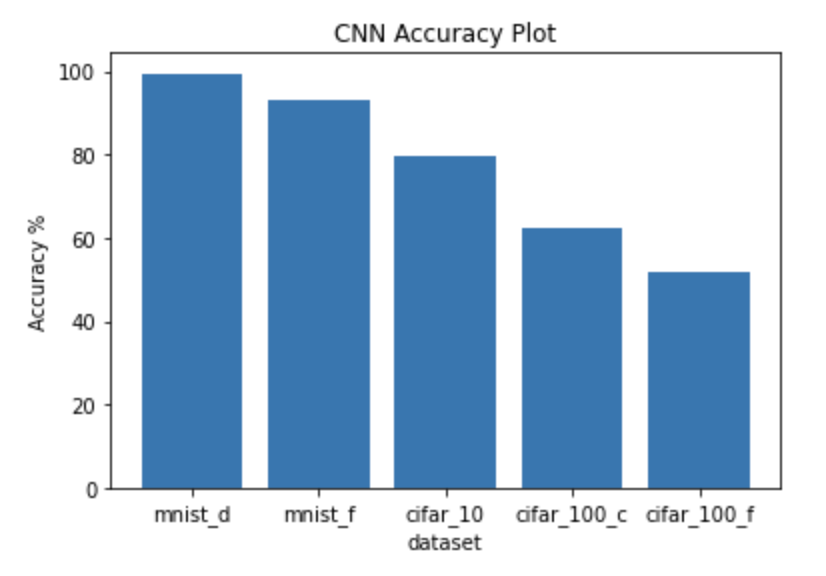 CNN Accuracy Plot
100
80
60
40
20
0
Accuracy %
mnist_d mnist_f cifar_10 cifar_100_c cifar_100_f
dataset